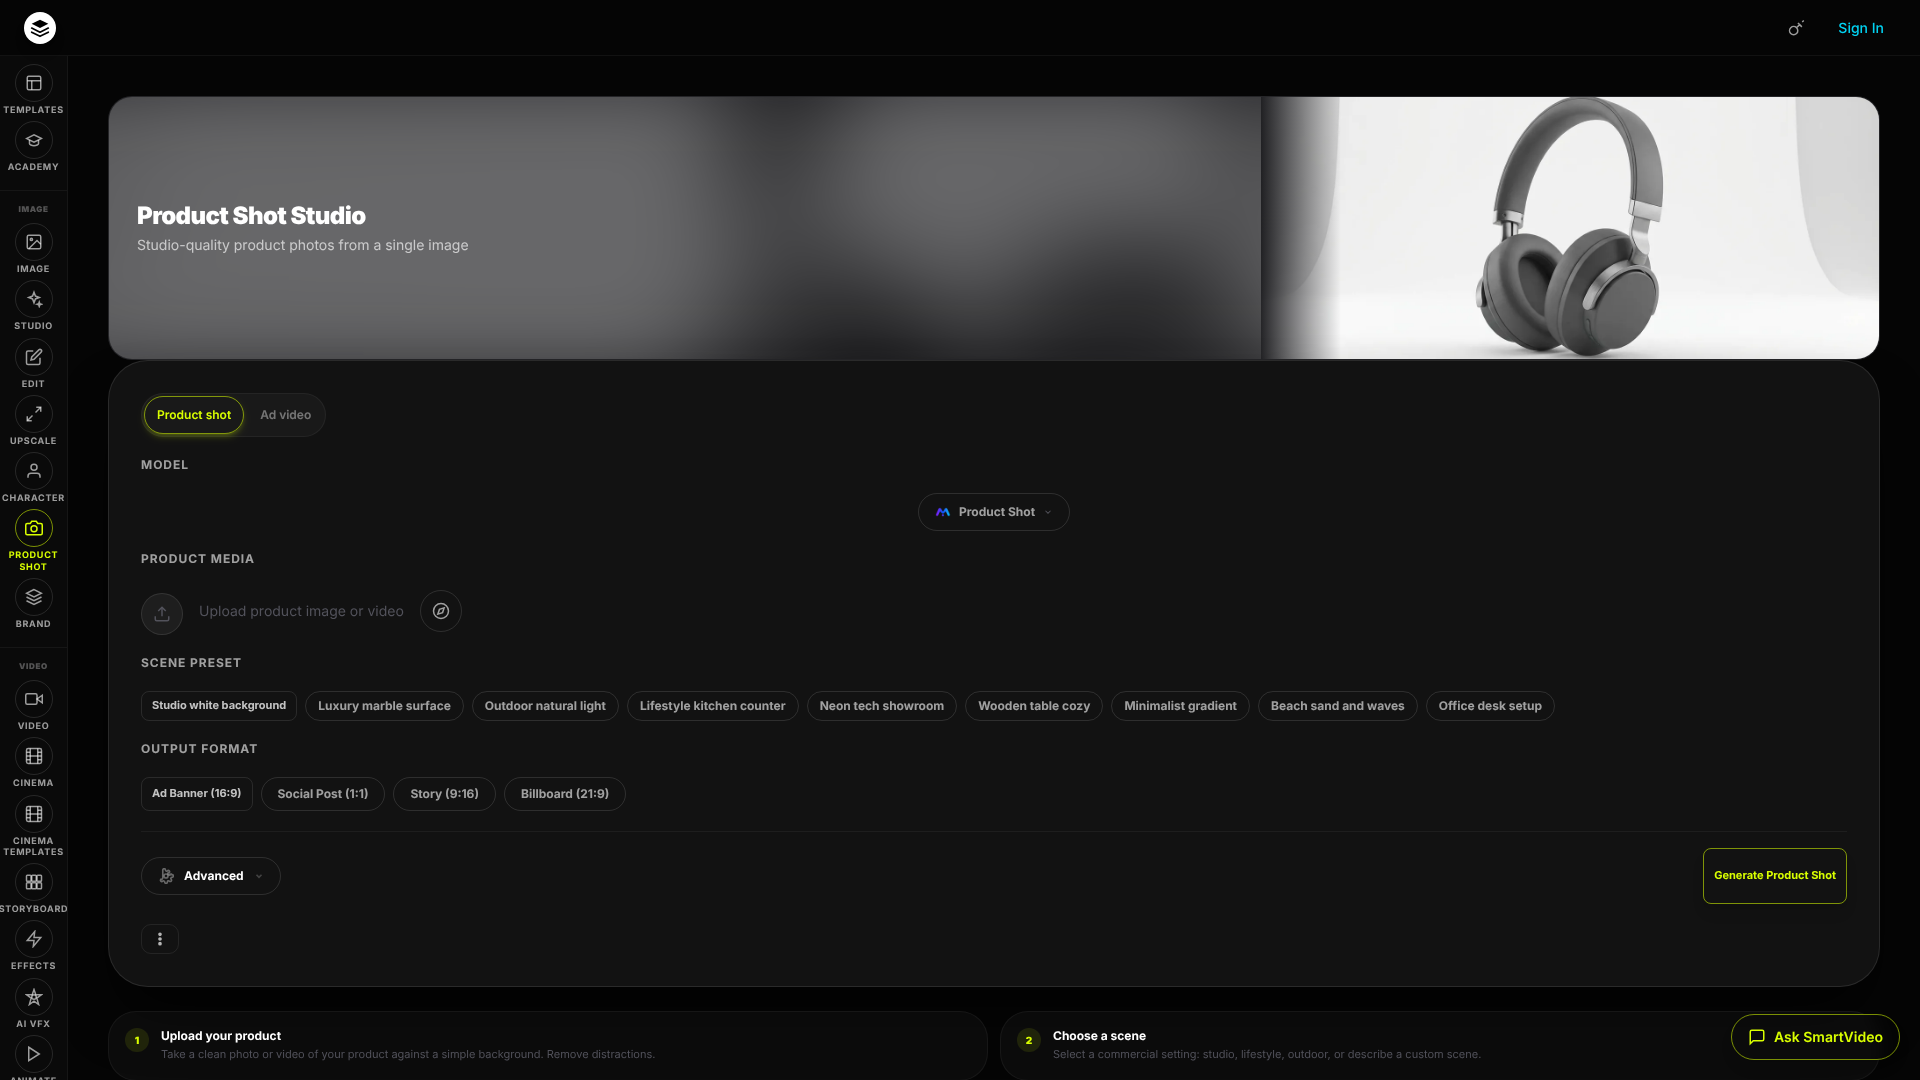 Sign In
TEMPLATES
ACADEMY
IMAGE
IMAGE
STUDIO
EDIT
UPSCALE
CHARACTER
PRODUCT
SHOT
BRAND
VIDEO
VIDEO
CINEMA
CINEMA
TEMPLATES
STORYBOARD
EFFECTS
AI VFX
ANIMATE
Product Shot Studio
Studio-quality product photos from a single image
Product shot
Ad video
MODEL
Product Shot
PRODUCT MEDIA
Upload product image or video
SCENE PRESET
Studio white background
Luxury marble surface
Outdoor natural light
Lifestyle kitchen counter
Neon tech showroom
Wooden table cozy
Minimalist gradient
Beach sand and waves
Office desk setup
OUTPUT FORMAT
Ad Banner (16:9)
Social Post (1:1)
Story (9:16)
Billboard (21:9)
Advanced
Generate Product Shot
1
Upload your product
Take a clean photo or video of your product against a simple background. Remove distractions.
2
Choose a scene
Select a commercial setting: studio, lifestyle, outdoor, or describe a custom scene.
Ask SmartVideo